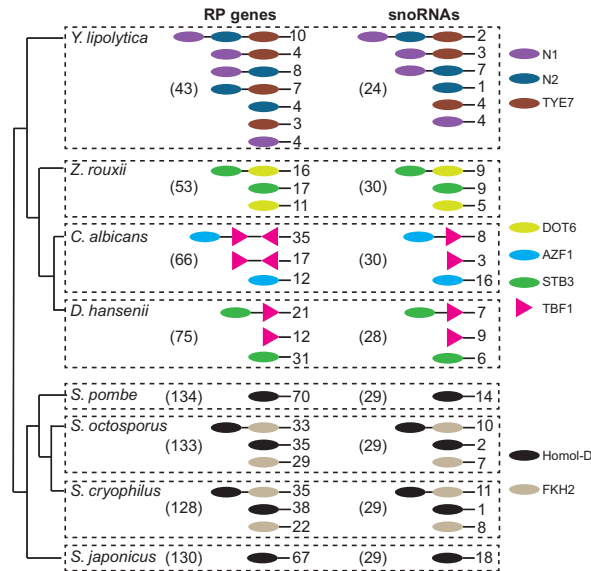 RP genes snoRNAs
Y. lipolytica 10 2
4 3
8 7
(43) 7 (24) 1
4 4
3 4
4
N1
N2
TYE7
Z. rouxii 16 9
(53) 17 (30) 9
11 5
C. albicans 35 8
(66) 17 (30) 3
12 16
D. hansenii 21 7
(75) 12 (28) 9
31 6
DOT6
AZF1
STB3
TBF1
S. pombe (134) 70 (29) 14
S. octosporus 33 10
(133) 35 (29) 2
29 7
S. cryophilus 35 11
(128) 38 (29) 1
22 8
S. japonicus (130) 67 (29) 18
Homol-D
FKH2